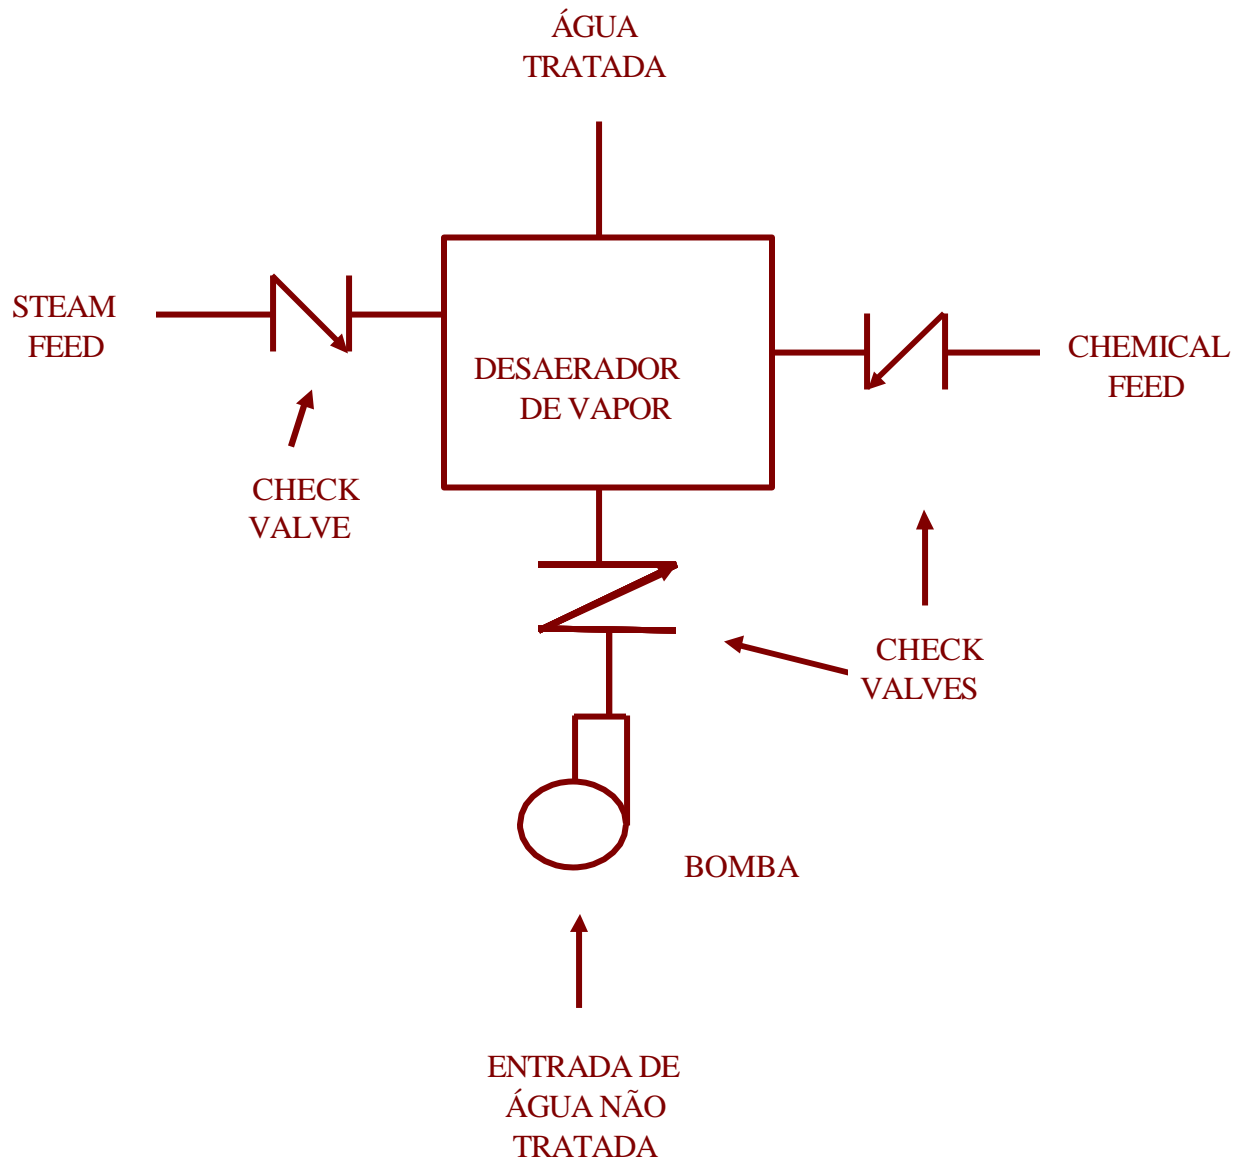 ÁGUA
TRATADA
STEAM
FEED
DESAERADOR
DE VAPOR
CHEMICAL
FEED
CHECK
VALVE
CHECK
VALVES
BOMBA
ENTRADA DE
ÁGUA NÃO
TRATADA